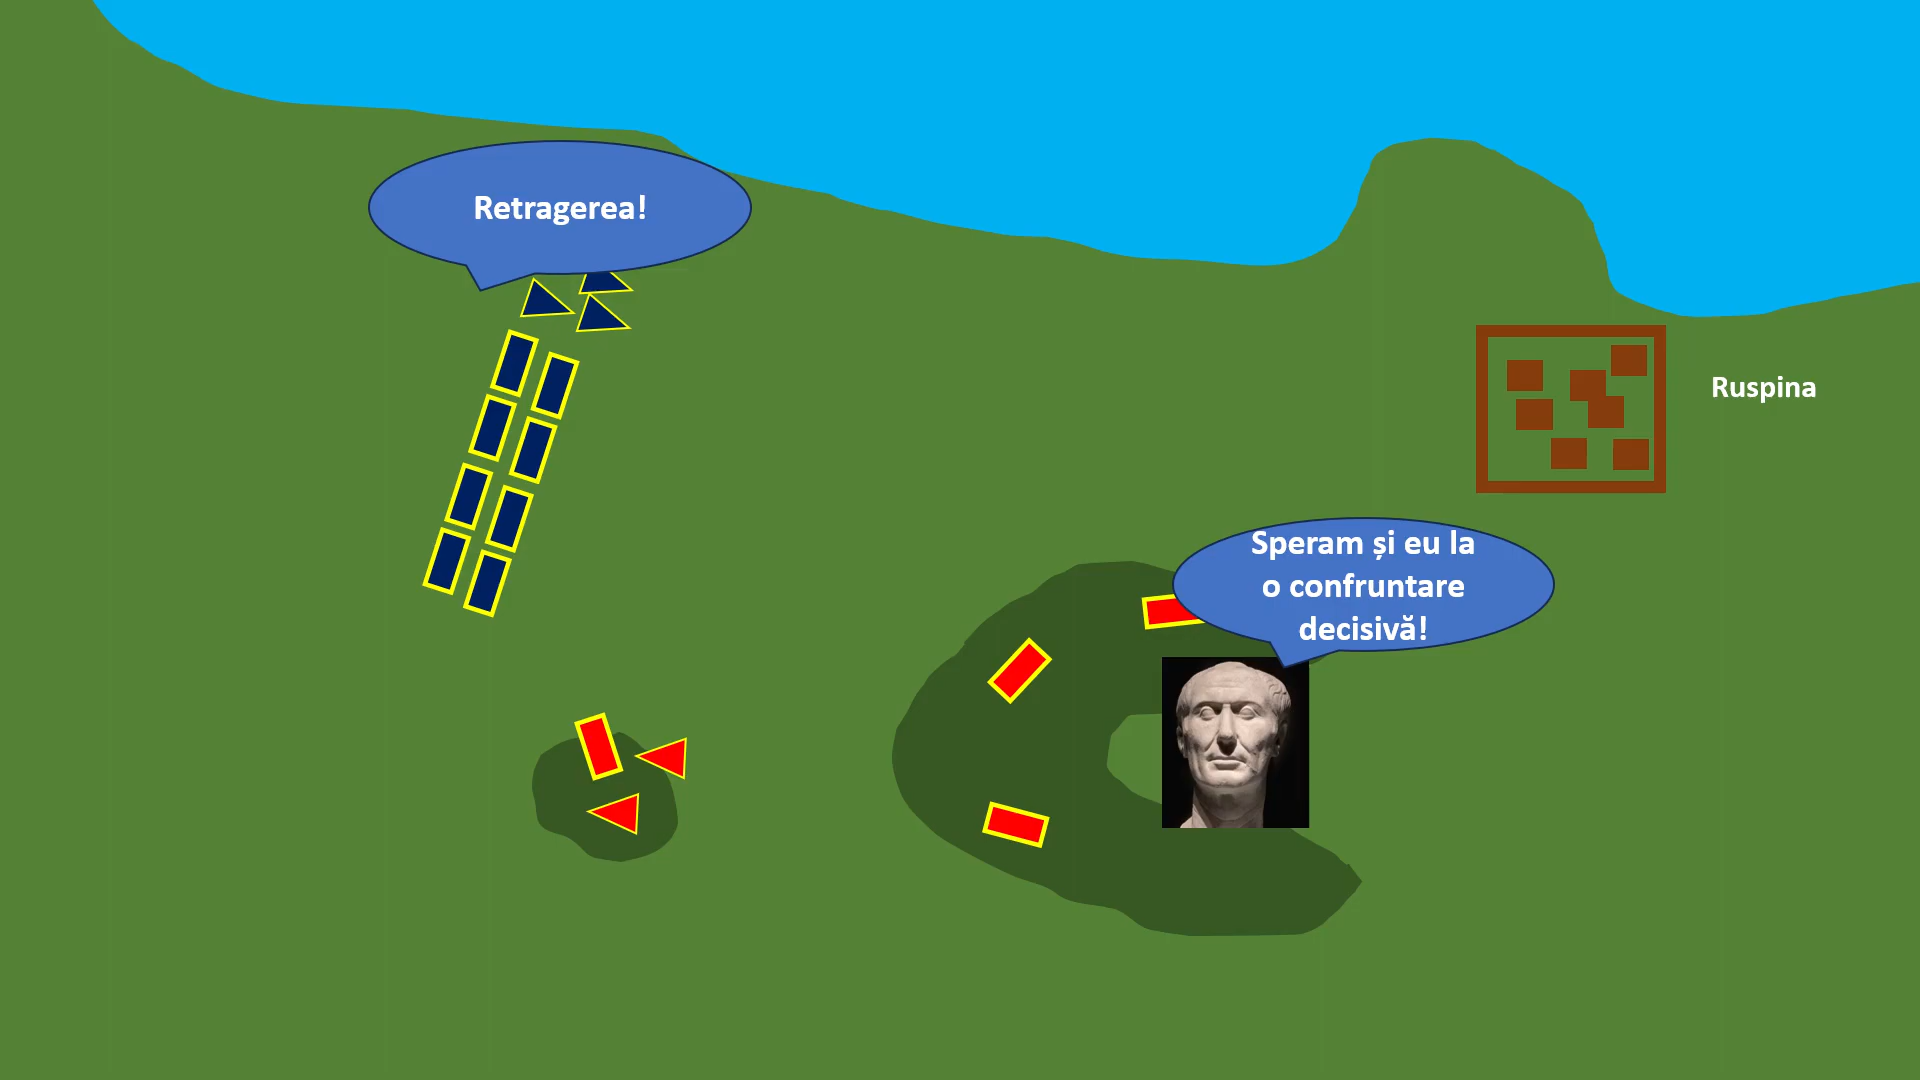 Retragerea!
Ruspina
Speram și eu la
o confruntare
decisivă!